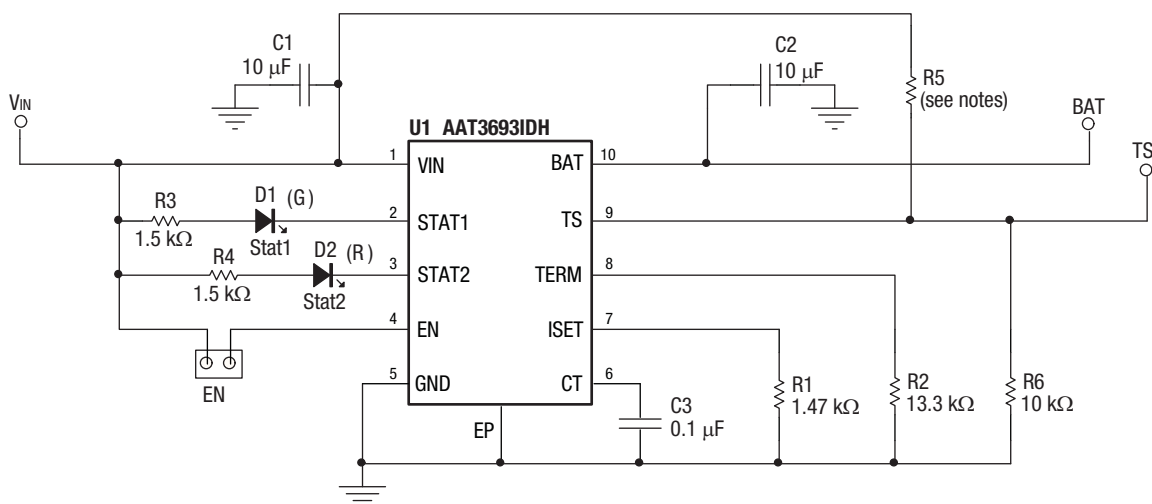 C1
10 µF
C2
10 µF
R5
(see notes)
VIN
BAT
TS
U1 AAT3693IDH
1 VIN
BAT 10
R3
1.5 kΩ
D1 (G)
Stat1
2 STAT1
TS 9
R4
1.5 kΩ
D2 (R)
Stat2
3 STAT2
TERM 8
4 EN
ISET 7
EN
5 GND
CT 6
EP
C3
0.1 µF
R1
1.47 kΩ
R2
13.3 kΩ
R6
10 kΩ